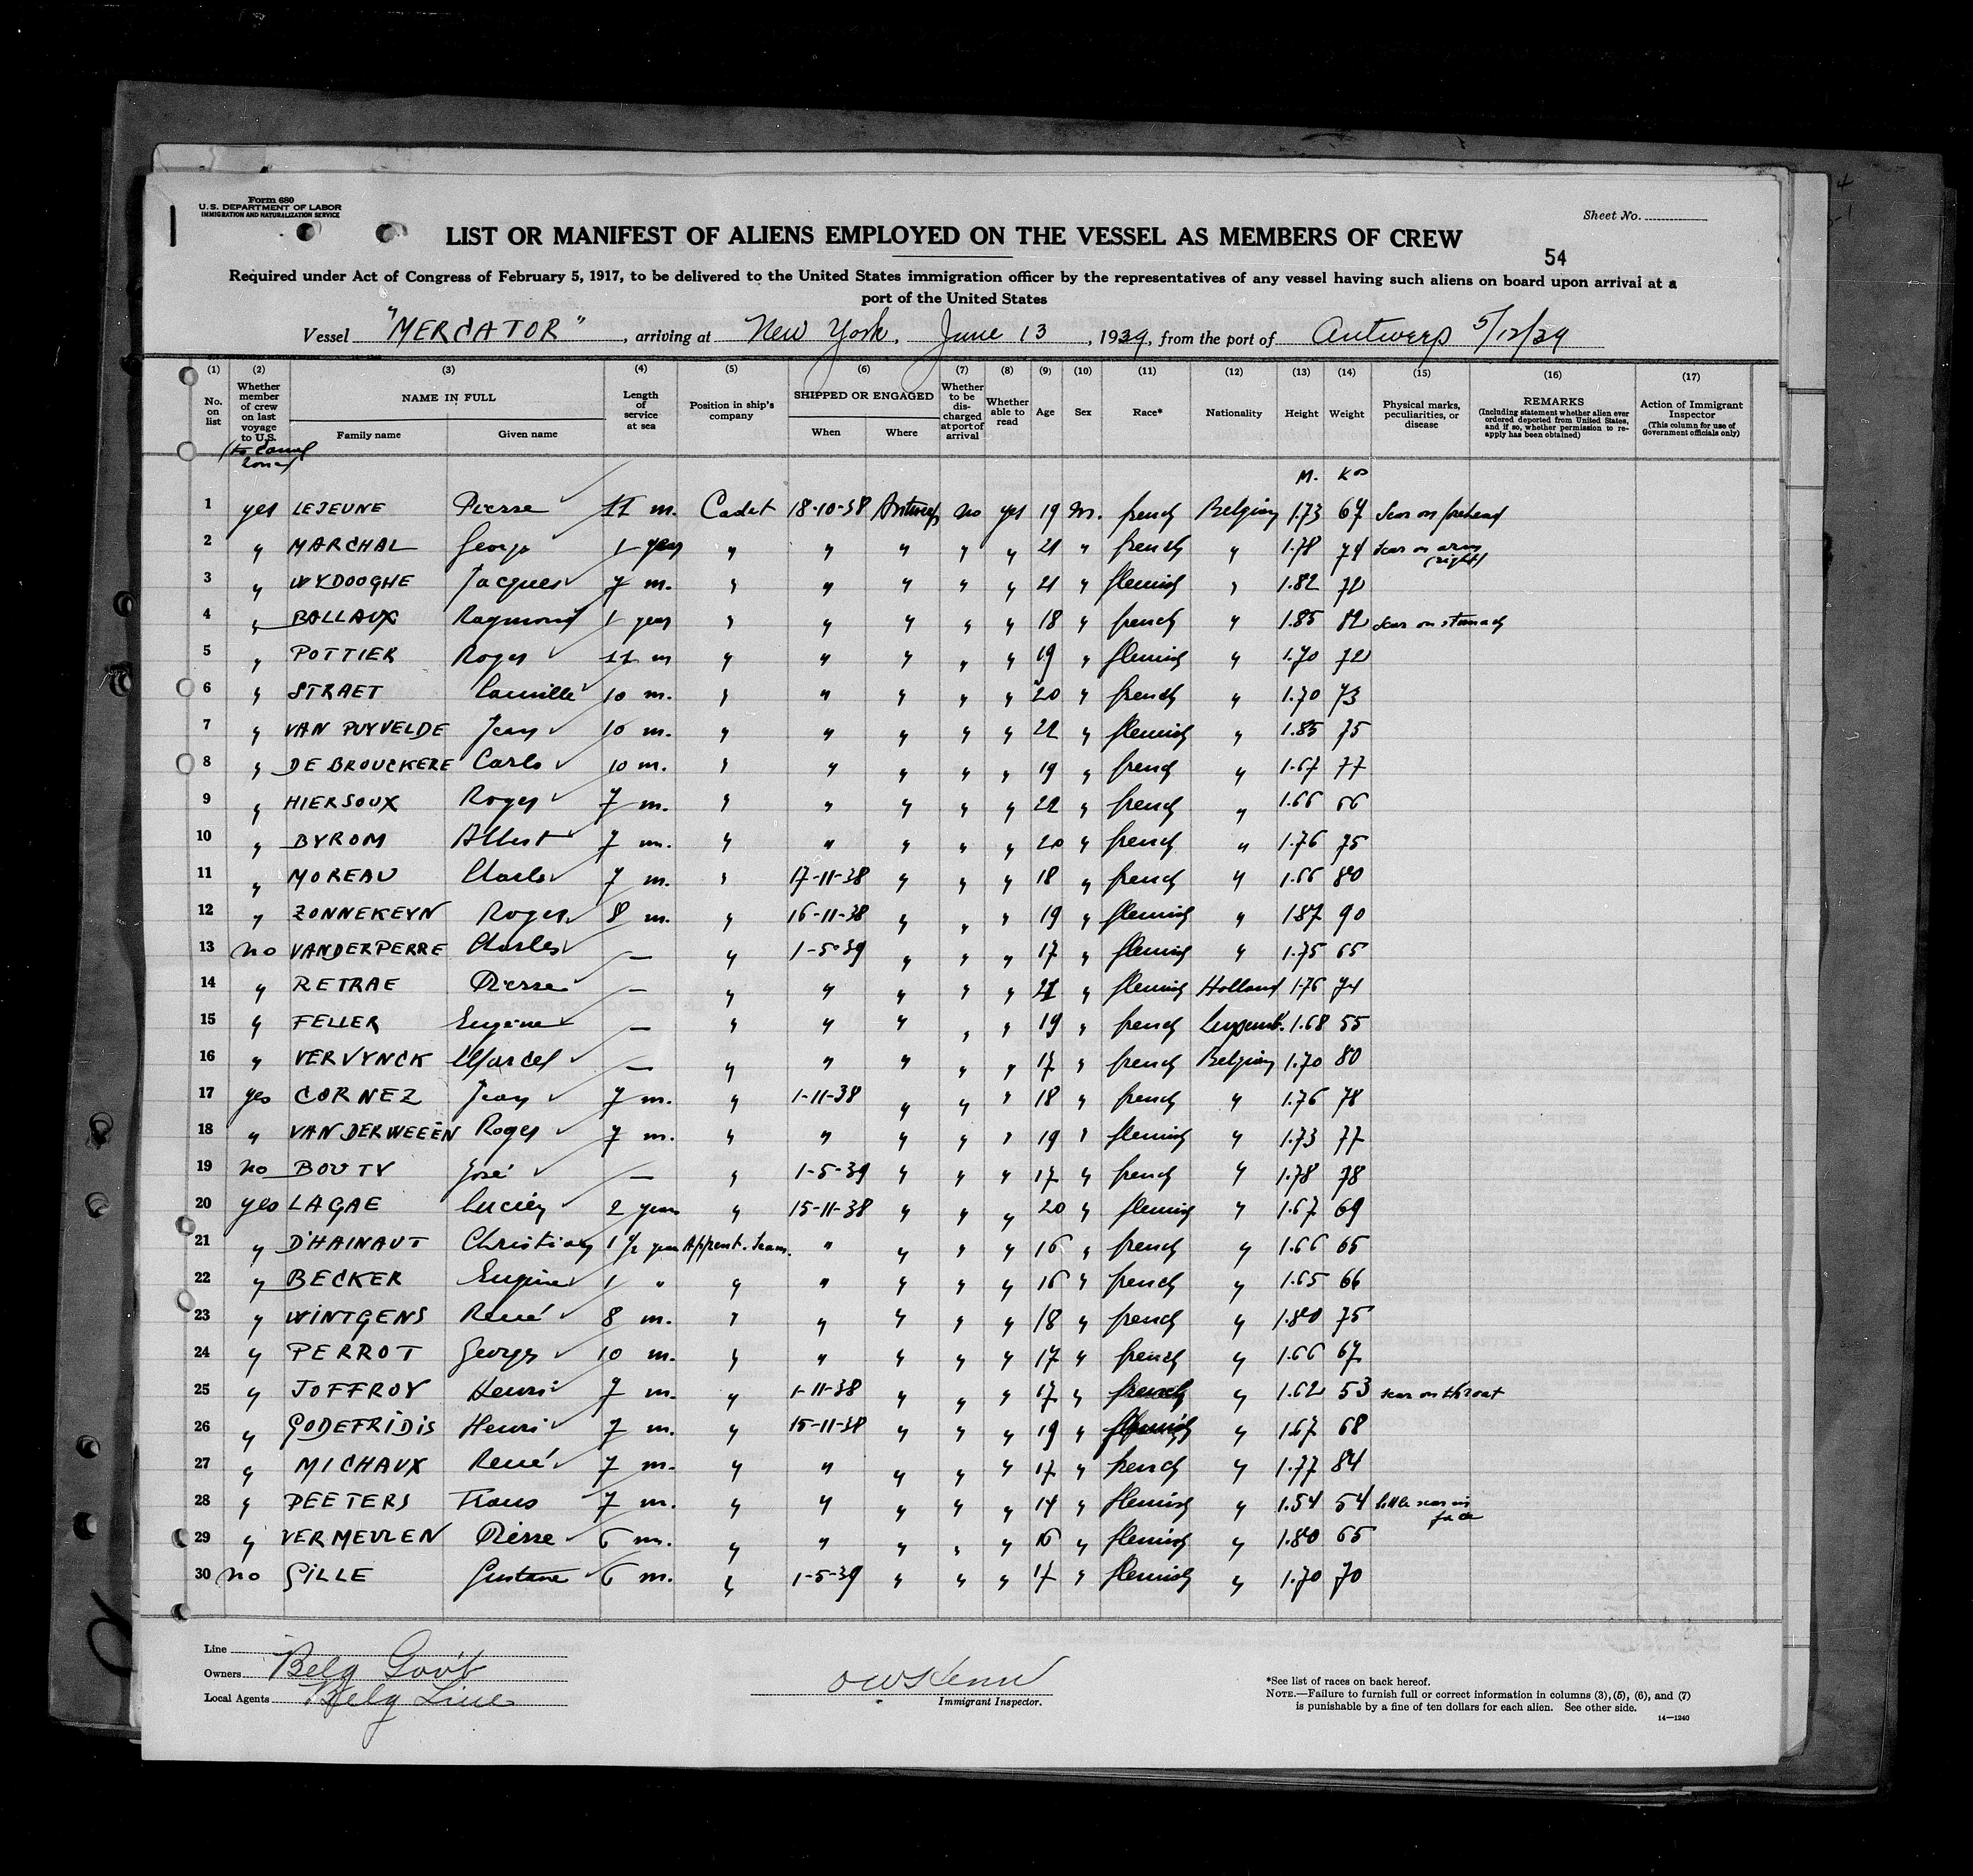 Form 680
U.S. DEPARTMENT OF LABOR
IMMIGRATION AND NATURALIZATION SERVICE
Sheet No.
LIST OR MANIFEST OF ALIENS EMPLOYED ON THE VESSEL AS MEMBERS OF CREW
54
Required under Act of Congress of February 5, 1917, to be delivered to the United States immigration officer by the representatives of any vessel having such aliens on board upon arrival at a
port of the United States
Vessel "MERCATOR", arriving at New York, June 13, 1939, from the port of Antwerp 5/12/39
(1) No. on list (2) Whether member of crew on last voyage to U.S. (3) NAME IN FULL Family name Given name (4) Length of service at sea (5) Position in ship's company (6) SHIPPED OR ENGAGED When Where (7) Whether to be discharged at port of arrival (8) Whether able to read (9) Age (10) Sex (11) Race* (12) Nationality (13) Height (14) Weight (15) Physical marks, peculiarities, or disease (16) REMARKS (Including statement whether alien ever ordered deported from United States, and if so, whether permission to reapply has been obtained) (17) Action of Immigrant Inspector (This column for use of Government officials only)
M. Kos
1 yes LEJEUNE Pierre 11 m. Cadet 18-10-38 Antwerp no yes 19 m. french Belgian 1.73 67 Scar on forehead
2 " MARCHAL George 1 year " " " " " 21 " french " 1.78 74 scar on arm (right)
3 " WYDOOGHE Jacques 7 m. " " " " " 21 " flemish " 1.82 72
4 " BALLAUX Raymond 1 year " " " " " 18 " french " 1.85 82 scar on stomach
5 " POTTIER Roger 11 m " " " " " 19 " flemish " 1.70 72
6 " STRAET Camille 10 m. " " " " " 20 " french " 1.70 73
7 " VAN PUYVELDE Jean 10 m. " " " " " 22 " flemish " 1.85 75
8 " DE BROUCKERE Carlo 10 m. " " " " " 19 " french " 1.67 77
9 " HIERSOUX Roger 7 m. " " " " " 22 " french " 1.66 66
10 " BYROM Albert 7 m. " " " " " 20 " french " 1.76 75
11 " MOREAU Charles 7 m. " 17-11-38 " " " 18 " french " 1.66 80
12 " ZONNEKEYN Roger 8 m. " 16-11-38 " " " 19 " flemish " 187 90
13 no VANDERPERRE Charles — " 1-5-39 " " " 17 " flemish " 1.75 65
14 " RETRAE Pierre — " " " " " 21 " flemish Holland 1.76 74
15 " FELLER Eugène — " " " " " 19 " french Luxemb. 1.68 55
16 " VERVYNCK Marcel — " " " " " 17 " french Belgian 1.70 80
17 yes CORNEZ Jean 7 m. " 1-11-38 " " " 18 " french " 1.76 78
18 " VAN DER WEEËN Roger 7 m. " " " " " 19 " flemish " 1.73 77
19 no BOUTY José — " 1-5-39 " " " 17 " french " 1.78 78
20 yes LAGAE Lucien 2 years " 15-11-38 " " " 20 " flemish " 1.67 69
21 " D'HAINAUT Christian 1 1/2 year Apprent. seam. " " " " 16 " french " 1.66 65
22 " BECKER Eugène 1 " " " " " " 16 " french " 1.65 66
23 " WINTGENS René 8 m. " " " " " 18 " french " 1.80 75
24 " PERROT George 10 m. " " " " " 17 " french " 1.66 67
25 " JOFFROY Henri 7 m. " 1-11-38 " " " 17 " french " 1.62 53 scar on throat
26 " GODEFRIDIS Henri 7 m. " 15-11-38 " " " 19 " flemish " 1.67 68
27 " MICHAUX René 7 m. " " " " " 17 " french " 1.77 84
28 " PEETERS Frans 7 m. " " " " " 14 " flemish " 1.54 54 little scar in face
29 " VERMEULEN Pierre 6 m. " " " " " 16 " flemish " 1.80 65
30 no GILLE Gustave 6 m. " 1-5-39 " " " 17 " flemish " 1.70 70
Line
Owners Belg Gov't
Local Agents Belg Line
Immigrant Inspector.
*See list of races on back hereof.
NOTE.—Failure to furnish full or correct information in columns (3), (5), (6), and (7)
is punishable by a fine of ten dollars for each alien. See other side.
14—1240